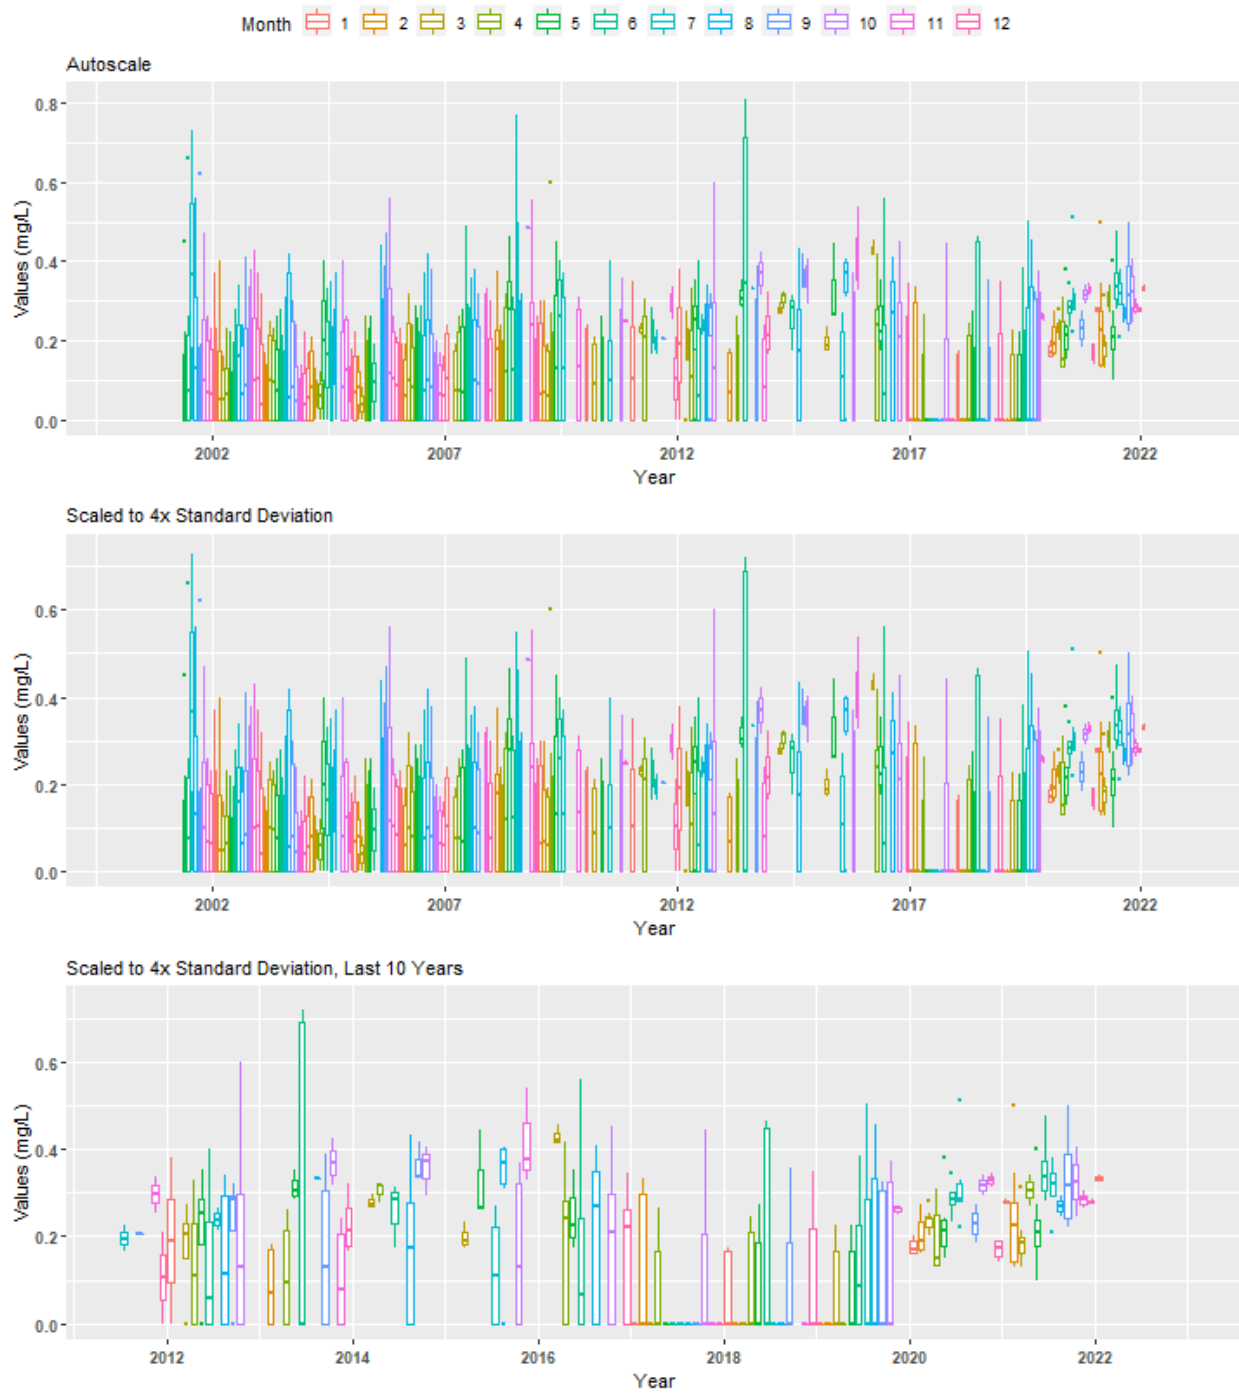 Month 1 2 3 4 5 6 7 8 9 10 11 12
Autoscale
0.8
0.6
0.4
0.2
0.0
Values (mg/L)
2002 2007 2012 2017 2022
Year
Scaled to 4x Standard Deviation
0.6
0.4
0.2
0.0
Values (mg/L)
2002 2007 2012 2017 2022
Year
Scaled to 4x Standard Deviation, Last 10 Years
0.6
0.4
0.2
0.0
Values (mg/L)
2012 2014 2016 2018 2020 2022
Year